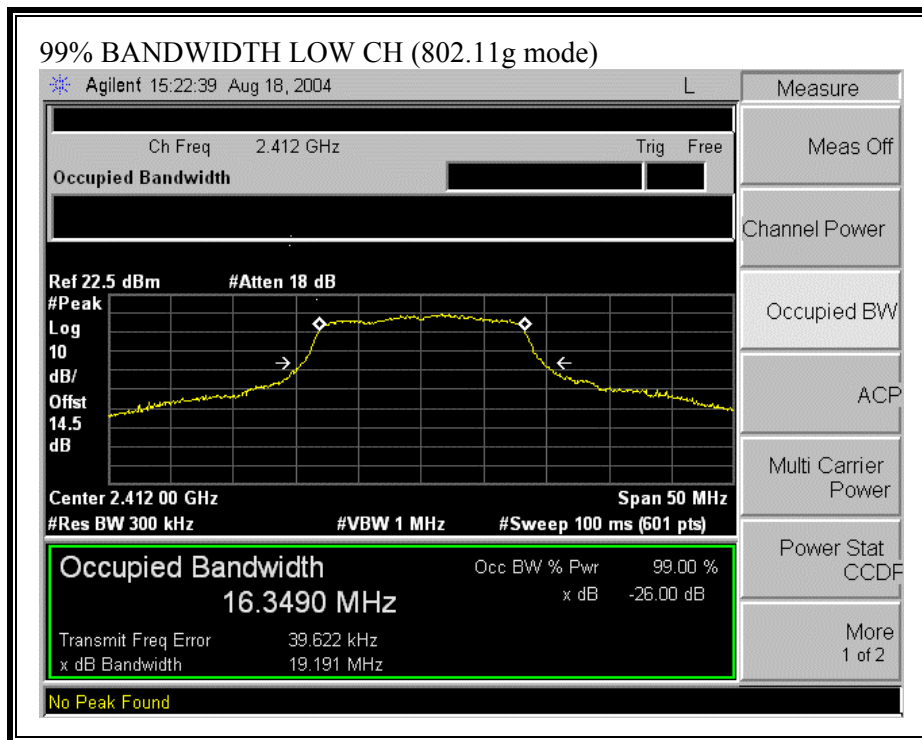 99% BANDWIDTH LOW CH (802.11g mode)
Agilent 15:22:39 Aug 18, 2004 L
Measure
Ch Freq 2.412 GHz Trig Free
Occupied Bandwidth
Meas Off
Channel Power
Occupied BW
ACP
Multi Carrier
Power
Power Stat
CCDF
More
1 of 2
Ref 22.5 dBm #Atten 18 dB
#Peak
Log
10
dB/
Offst
14.5
dB
Center 2.412 00 GHz Span 50 MHz
#Res BW 300 kHz #VBW 1 MHz #Sweep 100 ms (601 pts)
Occupied Bandwidth Occ BW % Pwr 99.00 %
16.3490 MHz x dB -26.00 dB
Transmit Freq Error 39.622 kHz
x dB Bandwidth 19.191 MHz
No Peak Found